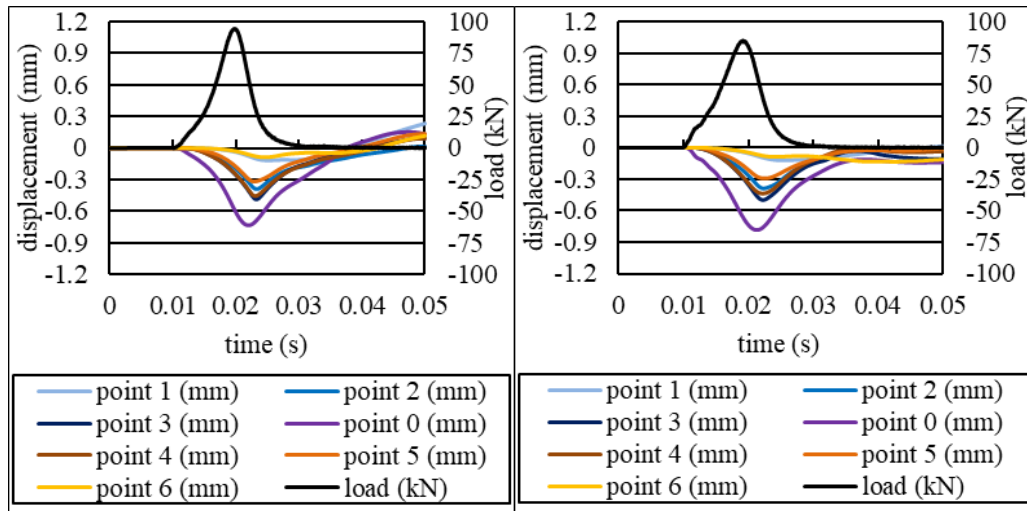 1.2
0.9
0.6
0.3
0
-0.3
-0.6
-0.9
-1.2
displacement (mm)
100
75
50
25
0
-25
-50
-75
-100
load (kN)
0 0.01 0.02 0.03 0.04 0.05
time (s)
point 1 (mm) point 2 (mm)
point 3 (mm) point 0 (mm)
point 4 (mm) point 5 (mm)
point 6 (mm) load (kN)
1.2
0.9
0.6
0.3
0
-0.3
-0.6
-0.9
-1.2
displacement (mm)
100
75
50
25
0
-25
-50
-75
-100
load (kN)
0 0.01 0.02 0.03 0.04 0.05
time (s)
point 1 (mm) point 2 (mm)
point 3 (mm) point 0 (mm)
point 4 (mm) point 5 (mm)
point 6 (mm) load (kN)